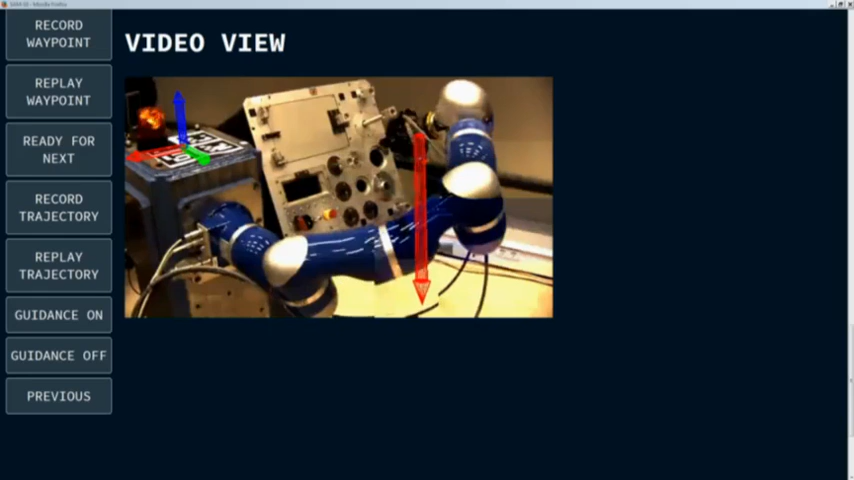 RECORD
WAYPOINT
REPLAY
WAYPOINT
READY FOR
NEXT
RECORD
TRAJECTORY
REPLAY
TRAJECTORY
GUIDANCE ON
GUIDANCE OFF
PREVIOUS
VIDEO VIEW